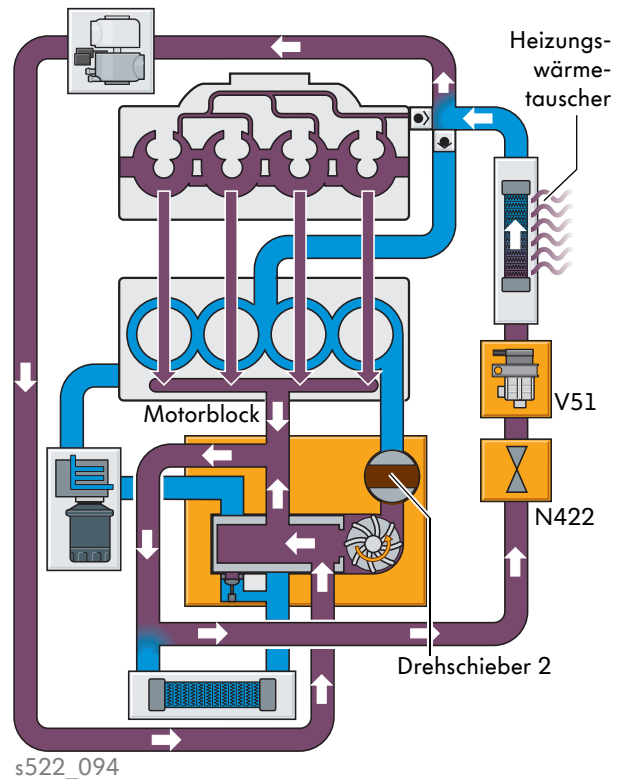 Heizungs-
wärme-
tauscher
V51
Motorblock
N422
Drehschieber 2
s522_094